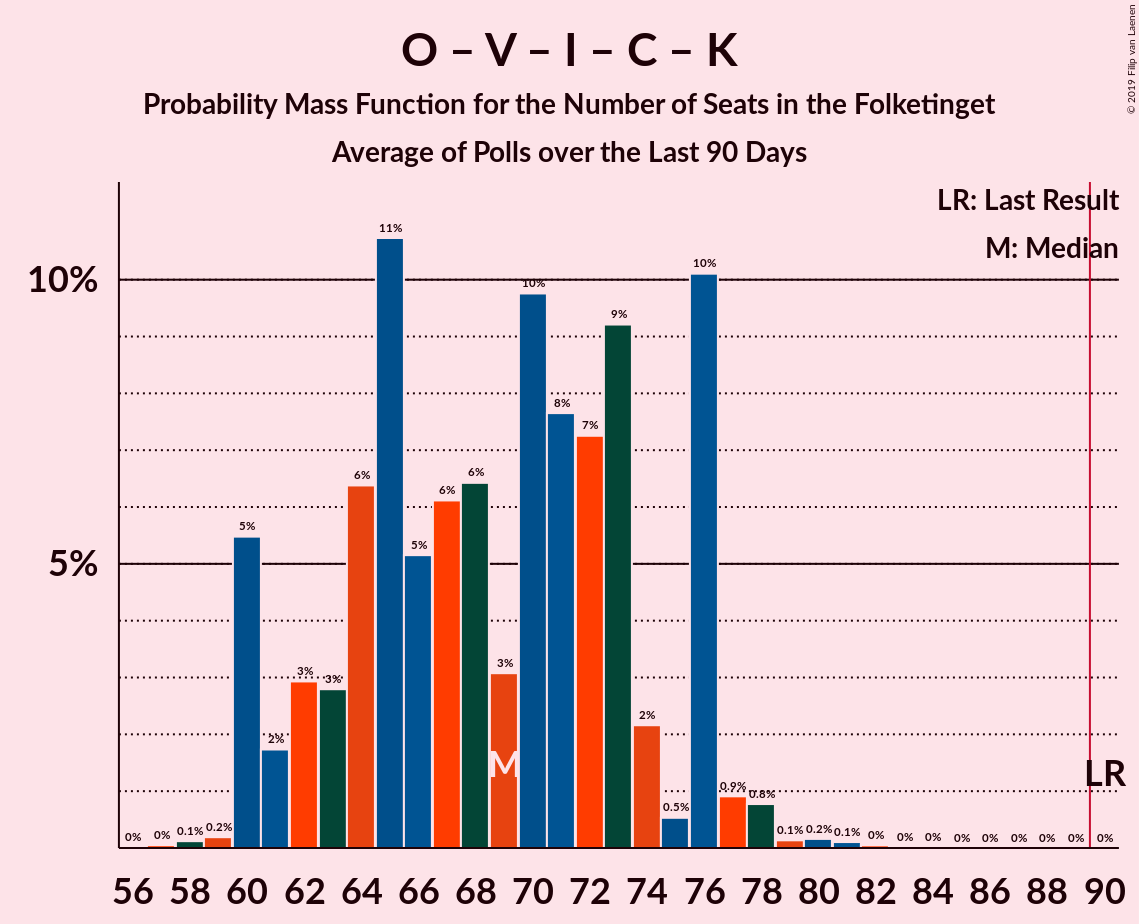 O – V – I – C – K
Probability Mass Function for the Number of Seats in the Folketinget
Average of Polls over the Last 90 Days
© 2019 Filip van Laenen
LR: Last Result
M: Median
10%
5%
0% 0% 0.1% 0.2% 5% 2% 3% 3% 6% 11% 5% 6% 6% 3% 10% 8% 7% 9% 2% 0.5% 10% 0.9% 0.8% 0.1% 0.2% 0.1% 0% 0% 0% 0% 0% 0% 0% 0% 0%
M
LR
56 58 60 62 64 66 68 70 72 74 76 78 80 82 84 86 88 90